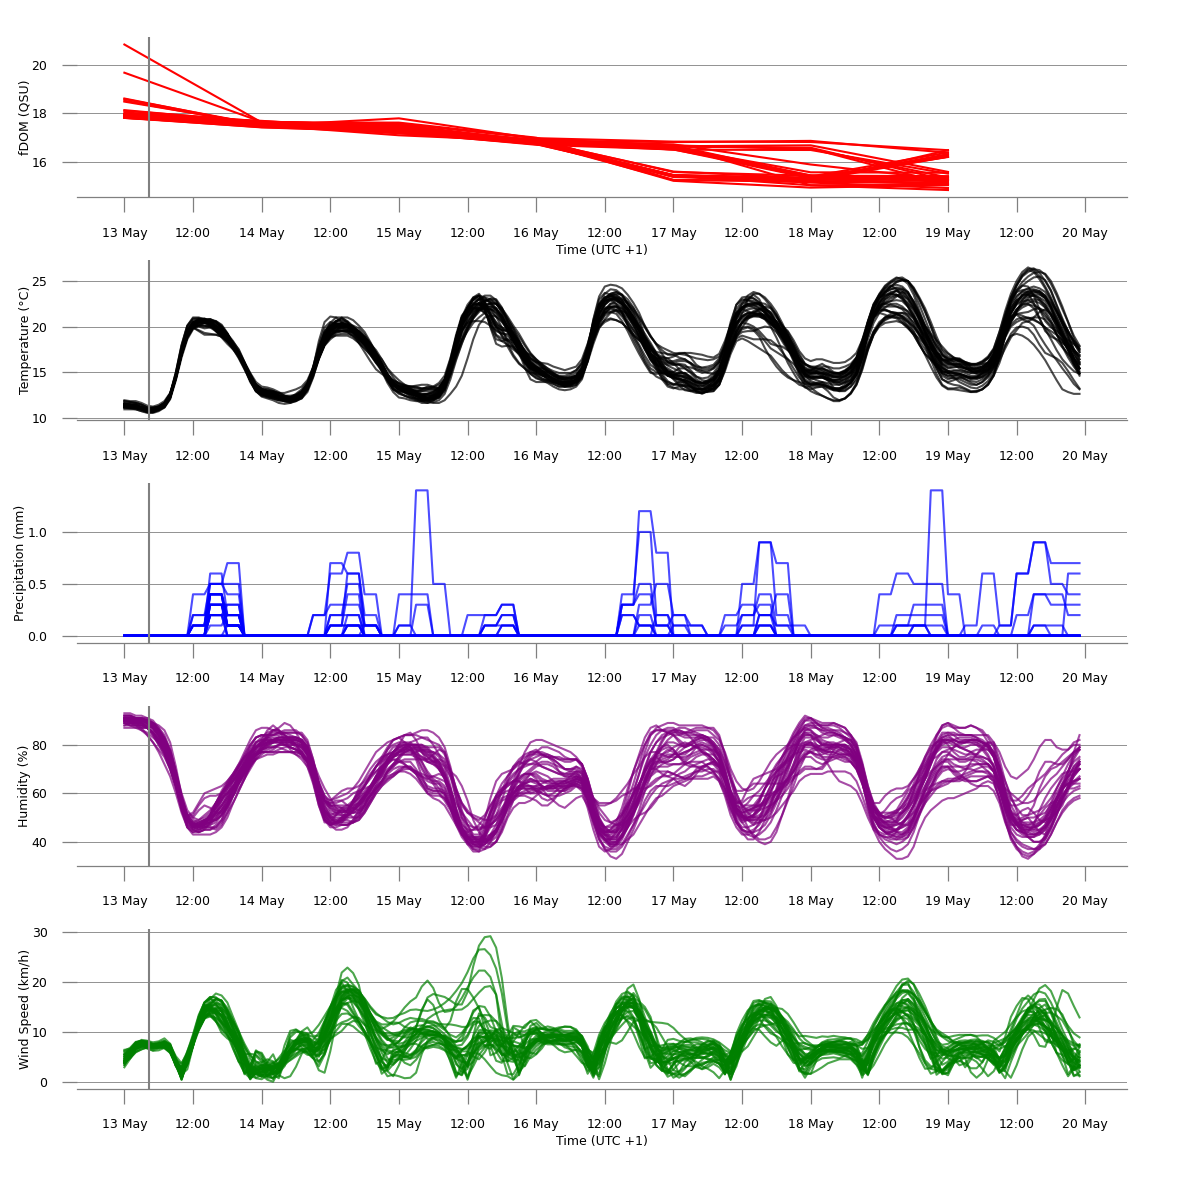 fDOM (QSU)
20
18
16
13 May 12:00 14 May 12:00 15 May 12:00 16 May 12:00 17 May 12:00 18 May 12:00 19 May 12:00 20 May
Time (UTC +1)
Temperature (°C)
25
20
15
10
13 May 12:00 14 May 12:00 15 May 12:00 16 May 12:00 17 May 12:00 18 May 12:00 19 May 12:00 20 May
Precipitation (mm)
1.0
0.5
0.0
13 May 12:00 14 May 12:00 15 May 12:00 16 May 12:00 17 May 12:00 18 May 12:00 19 May 12:00 20 May
Humidity (%)
80
60
40
13 May 12:00 14 May 12:00 15 May 12:00 16 May 12:00 17 May 12:00 18 May 12:00 19 May 12:00 20 May
Wind Speed (km/h)
30
20
10
0
13 May 12:00 14 May 12:00 15 May 12:00 16 May 12:00 17 May 12:00 18 May 12:00 19 May 12:00 20 May
Time (UTC +1)